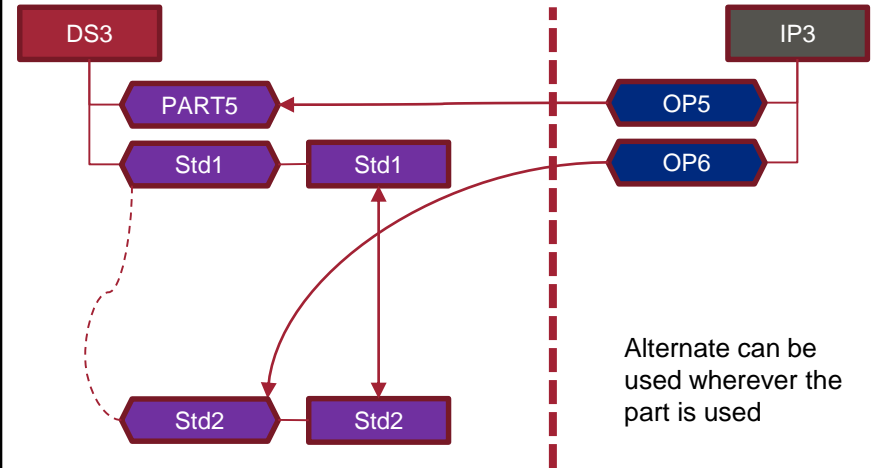 DS3
IP3
PART5
OP5
Std1
Std1
OP6
Alternate can be
used wherever the
part is used
Std2
Std2